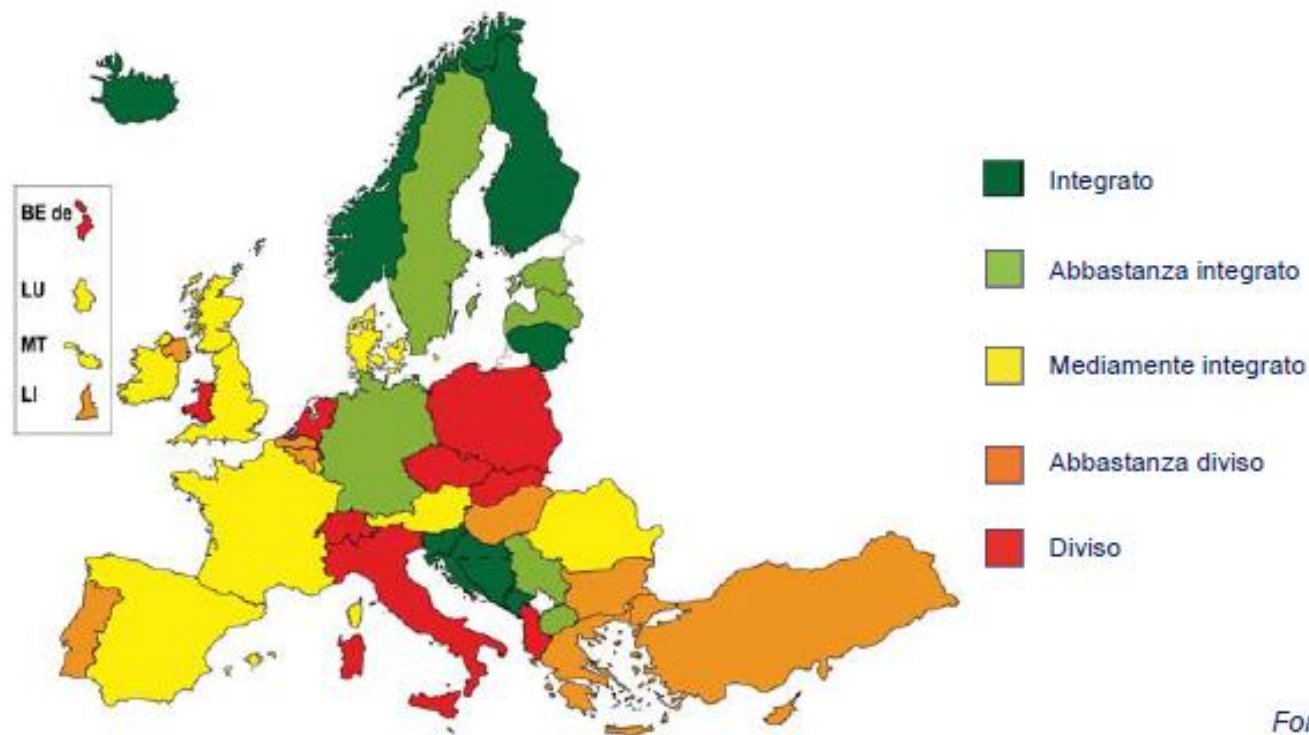 BE de
LU
MT
LI
Integrato
Abbastanza integrato
Mediamente integrato
Abbastanza diviso
Diviso